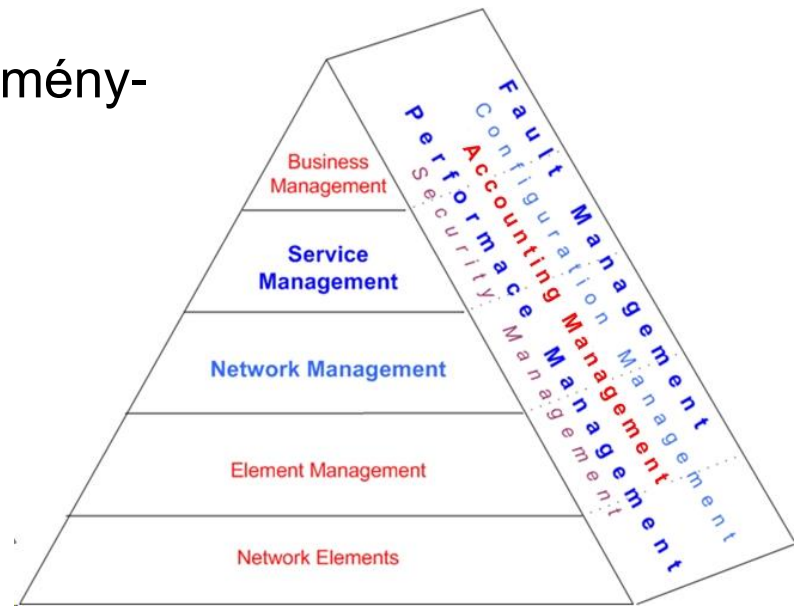 mény-
Business
Management
Service
Management
Network Management
Element Management
Network Elements
Fault Management
Configuration Management
Accounting Management
Performace Management
Security Management